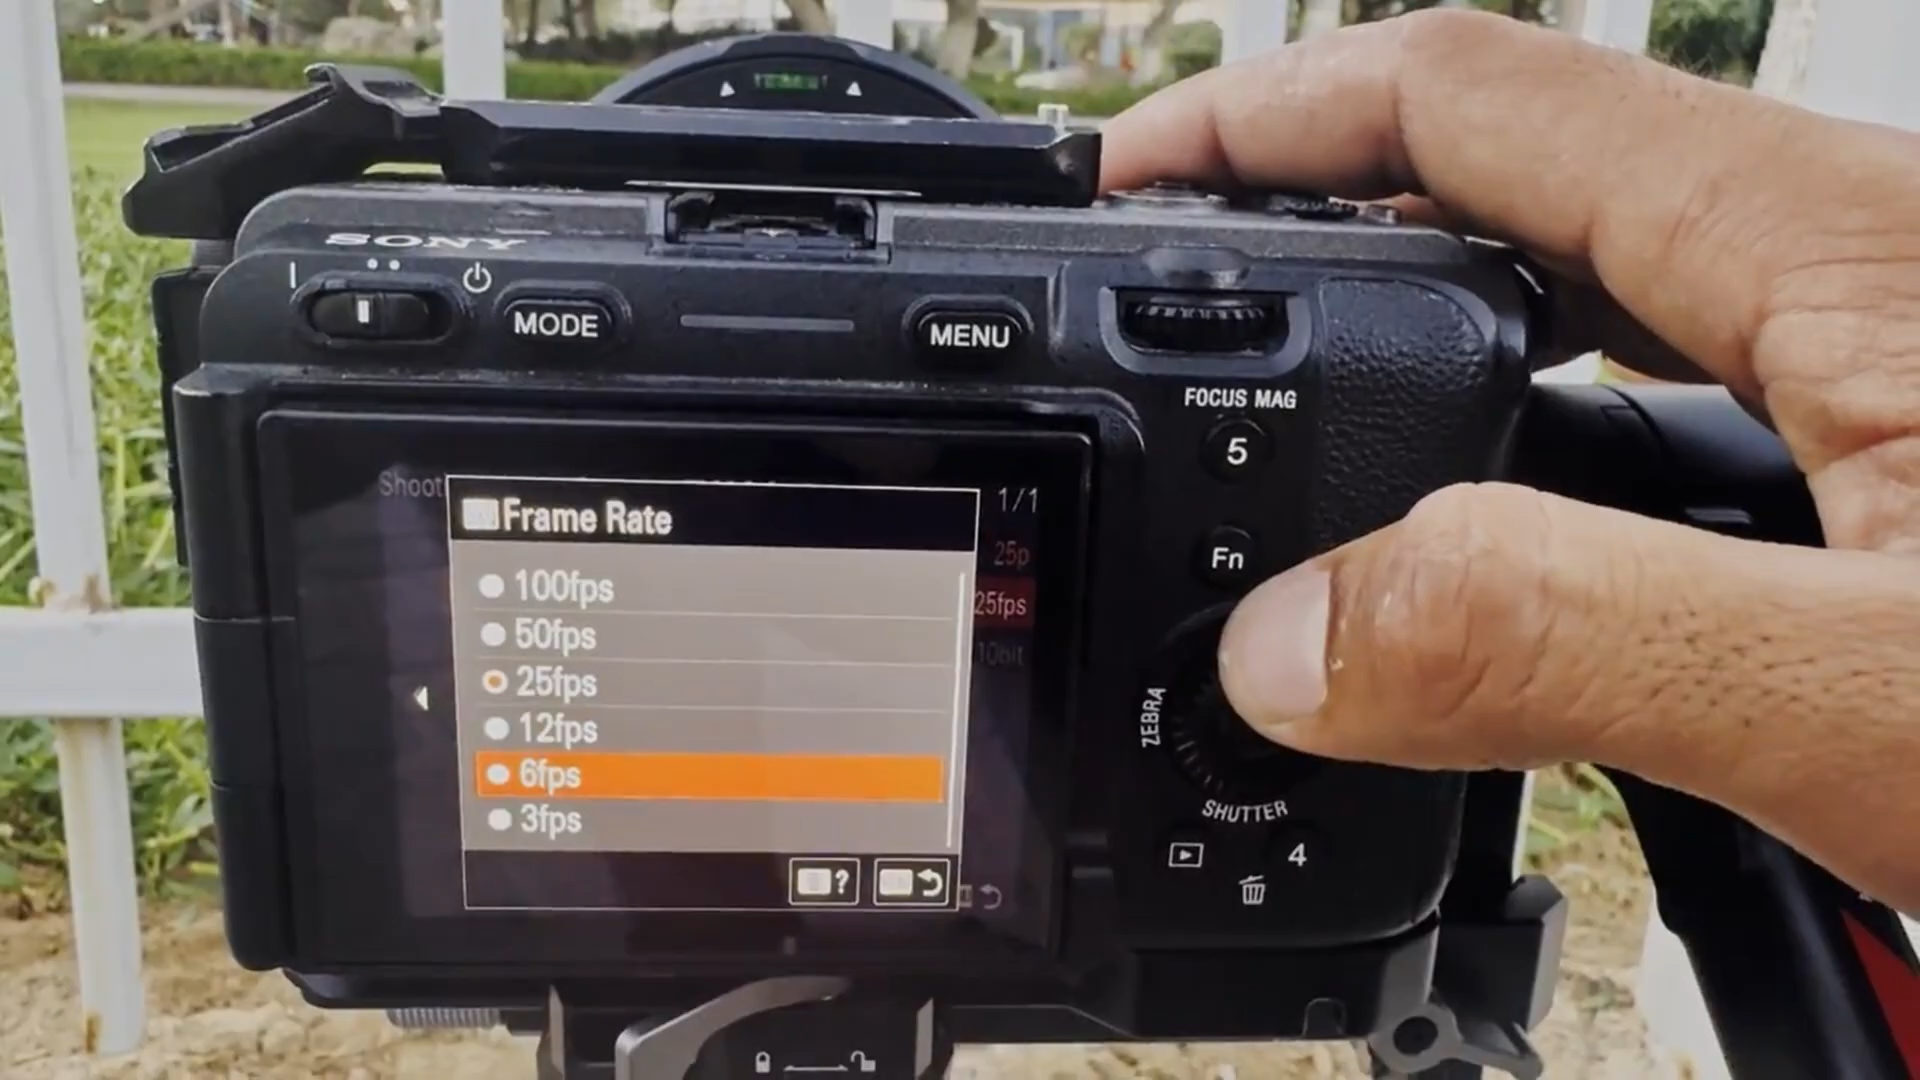 SONY
MODE
MENU
FOCUS MAG
5
Fn
ZEBRA
SHUTTER
4
Shoot
1/1
Frame Rate
25p
100fps
50fps
25fps
25fps
10bit
12fps
6fps
3fps
?